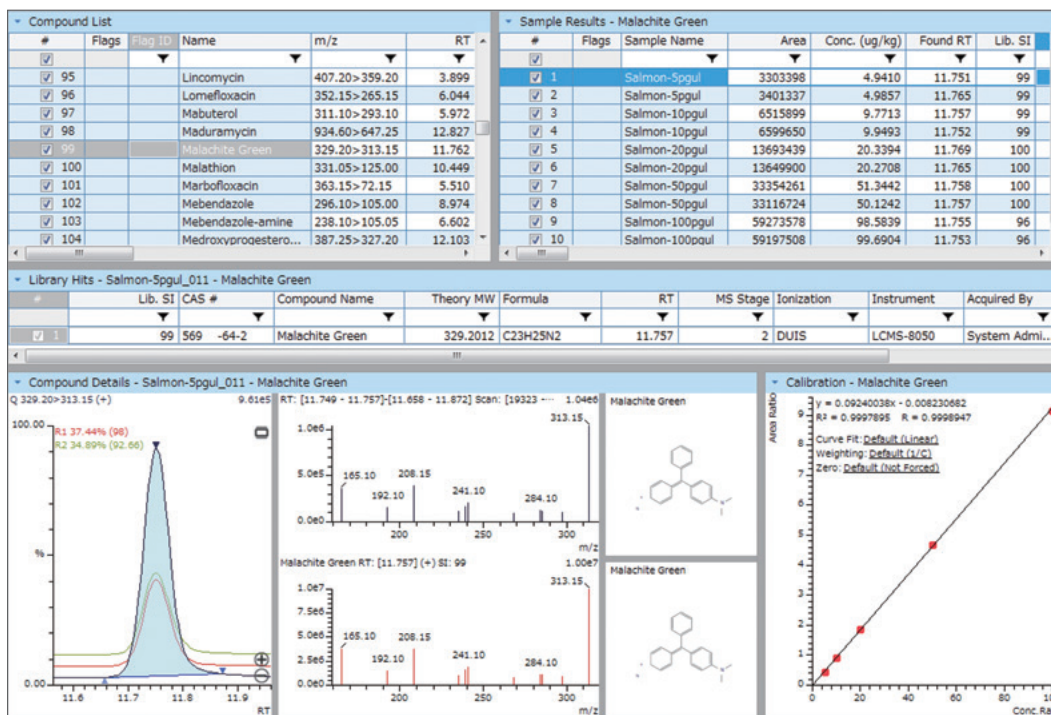 Compound List
# Flags Flag ID Name m/z RT
95 Lincomycin 407.20>359.20 3.899
96 Lomefloxacin 352.15>265.15 6.044
97 Mabuterol 311.10>293.10 5.972
98 Maduramycin 934.60>647.25 12.827
99 Malachite Green 329.20>313.15 11.762
100 Malathion 331.05>125.00 10.449
101 Marbofloxacin 363.15>72.15 5.510
102 Mebendazole 296.10>105.00 8.974
103 Mebendazole-amine 238.10>105.05 6.602
104 Medroxyprogestero... 387.25>327.20 12.103
Sample Results - Malachite Green
# Flags Sample Name Area Conc. (ug/kg) Found RT Lib. SI
1 Salmon-5pgul 3303398 4.9410 11.751 99
2 Salmon-5pgul 3401337 4.9857 11.765 99
3 Salmon-10pgul 6515899 9.7713 11.757 99
4 Salmon-10pgul 6599650 9.9493 11.752 99
5 Salmon-20pgul 13693439 20.3394 11.769 100
6 Salmon-20pgul 13649900 20.2708 11.765 100
7 Salmon-50pgul 33354261 51.3442 11.758 100
8 Salmon-50pgul 33116724 50.1242 11.757 100
9 Salmon-100pgul 59273578 98.5839 11.755 96
10 Salmon-100pgul 59197508 99.6904 11.753 96
Library Hits - Salmon-5pgul_011 - Malachite Green
# Lib. SI CAS # Compound Name Theory MW Formula RT MS Stage Ionization Instrument Acquired By
1 99 569 -64-2 Malachite Green 329.2012 C23H25N2 11.757 2 DUIS LCMS-8050 System Admi...
Compound Details - Salmon-5pgul_011 - Malachite Green
Q 329.20>313.15 (+) 9.61e5
100.00
R1 37.44% (98)
R2 34.89% (92.66)
%
0.00
11.6 11.7 11.8 11.9
RT
RT: [11.749 - 11.757]-[11.658 - 11.872] Scan: [19323 -··· 1.04e6
313.15
1.0e6
5.0e5
0.0e0
165.10 192.10 208.15 241.10 284.10
200 250 300
m/z
Malachite Green RT: [11.757] (+) SI: 99 1.00e7
313.15
1.0e7
7.5e6
5.0e6
2.5e6
0.0e0
165.10 192.10 208.15 241.10 284.10
200 250 300
m/z
Malachite Green
Malachite Green
Calibration - Malachite Green
y = 0.09240038x - 0.008230682
R² = 0.9997895 R = 0.9998947
Curve Fit: Default (Linear)
Weighting: Default (1/C)
Zero: Default (Not Forced)
Area Ratio
9
8
7
6
5
4
3
2
1
0
0 20 40 60 80
Conc. Ra